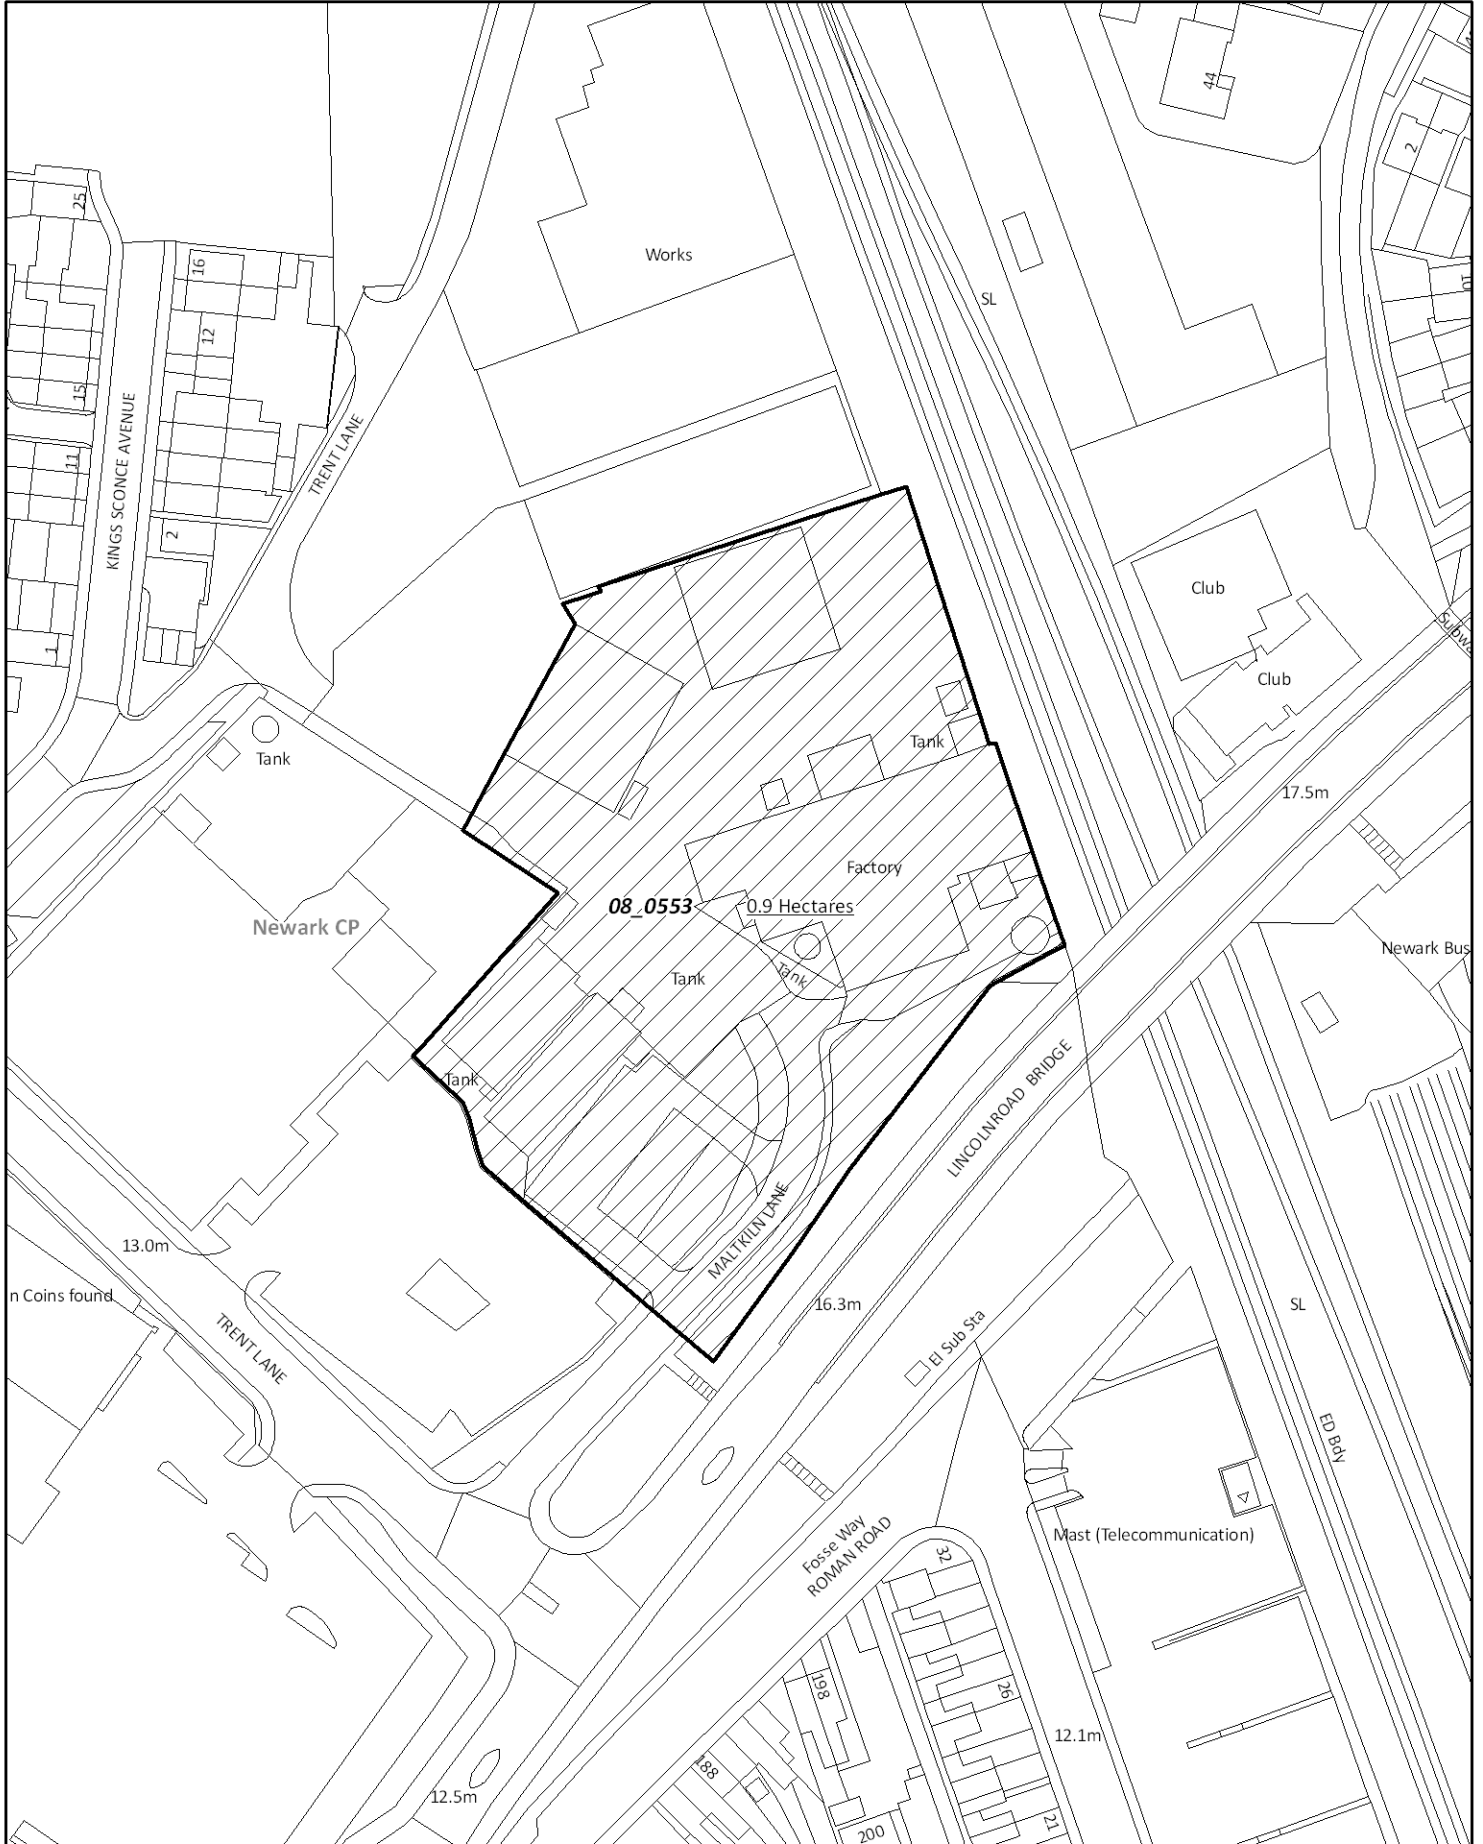 44
2
25
Works
16
10
SL
12
15
KINGS SCONCE AVENUE
TRENT LANE
11
2
Club
1
Club
Tank
Tank
17.5m
Factory
08_0553
0.9 Hectares
Newark CP
Newark Bus
Tank
Tank
Tank
LINCOLNROAD BRIDGE
MALTKILN LANE
13.0m
n Coins found
16.3m
SL
TRENT LANE
El Sub Sta
ED Bdy
Mast (Telecommunication)
Fosse Way
ROMAN ROAD
32
198
26
12.1m
188
12.5m
21
200